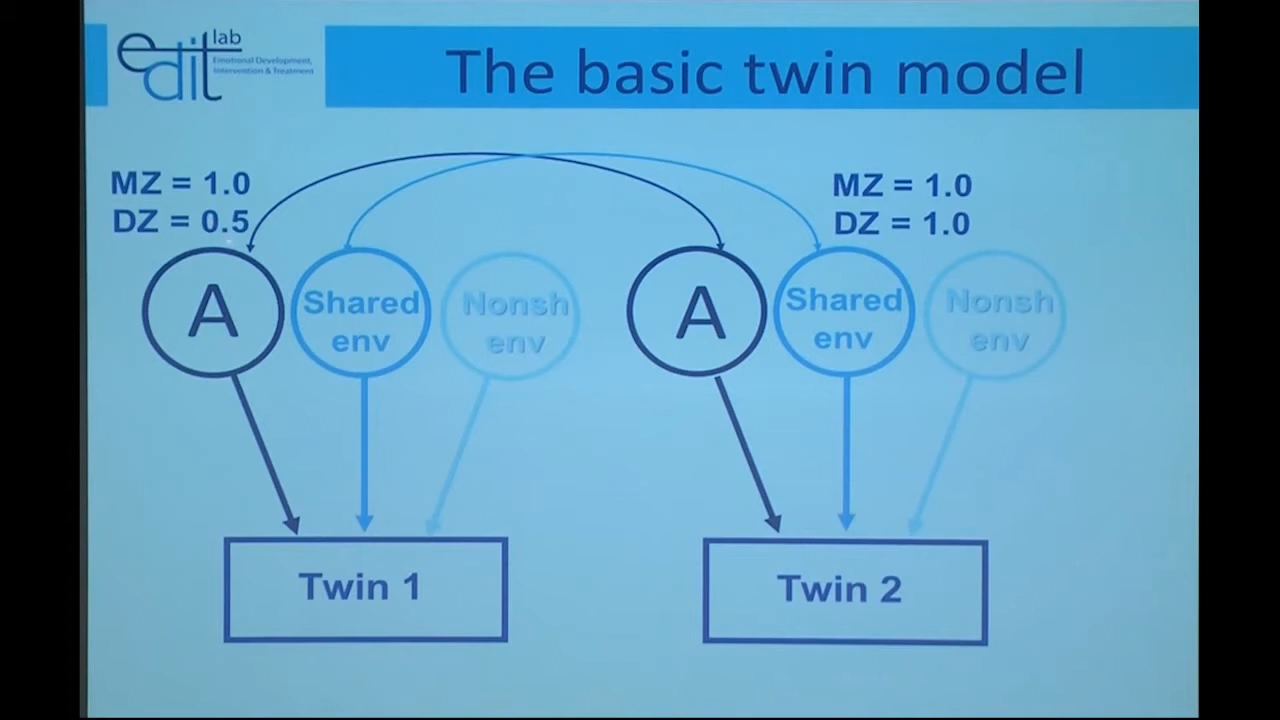 edit lab
Emotional Development,
Intervention & Treatment
The basic twin model
MZ = 1.0
DZ = 0.5
MZ = 1.0
DZ = 1.0
A
Shared
env
Nonsh
env
A
Shared
env
Nonsh
env
Twin 1
Twin 2